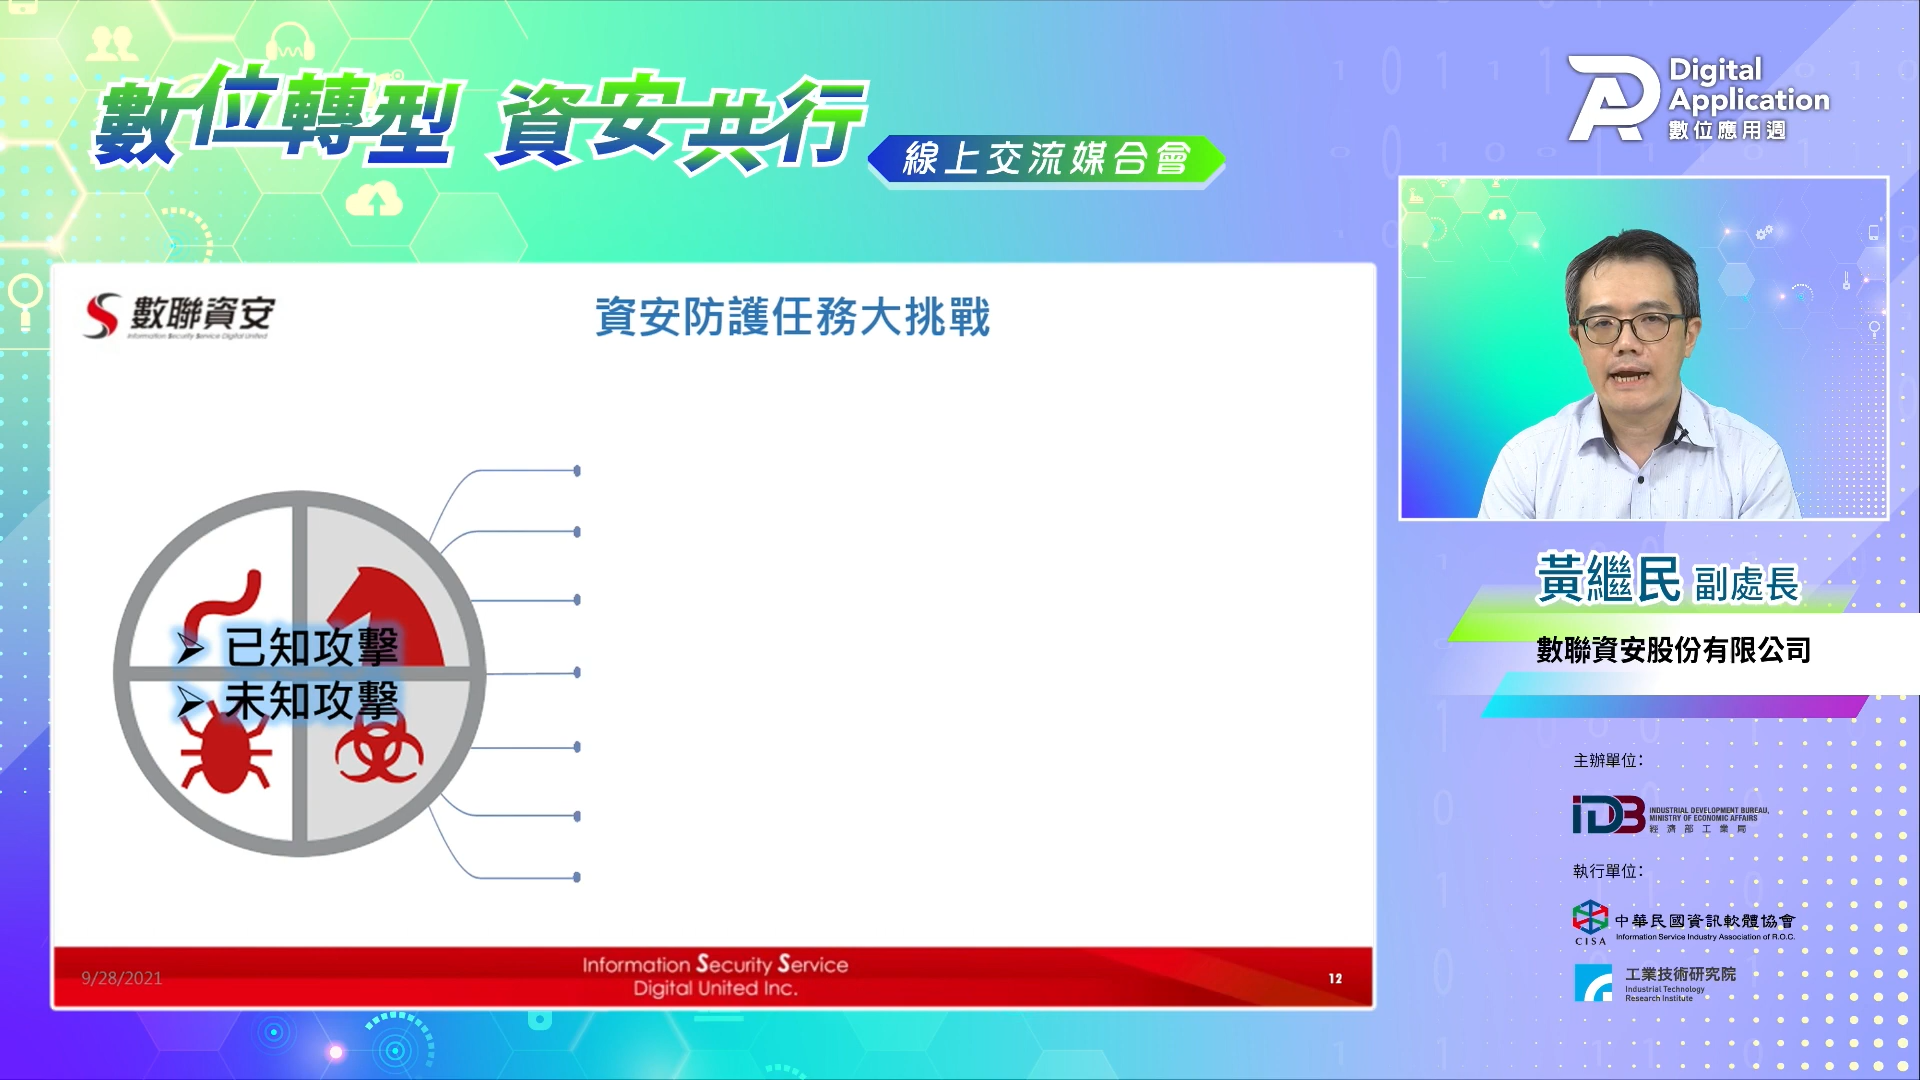 數位轉型 資安共行
線上交流媒合會
Digital
Application
數位應用週
數聯資安
Information Security Service Digital United
資安防護任務大挑戰
➢ 已知攻擊
➢ 未知攻擊
9/28/2021
Information Security Service
Digital United Inc.
12
黃繼民 副處長
數聯資安股份有限公司
主辦單位：
IDB
INDUSTRIAL DEVELOPMENT BUREAU,
MINISTRY OF ECONOMIC AFFAIRS
經濟部工業局
執行單位：
CISA
中華民國資訊軟體協會
Information Service Industry Association of R.O.C.
工業技術研究院
Industrial Technology
Research Institute